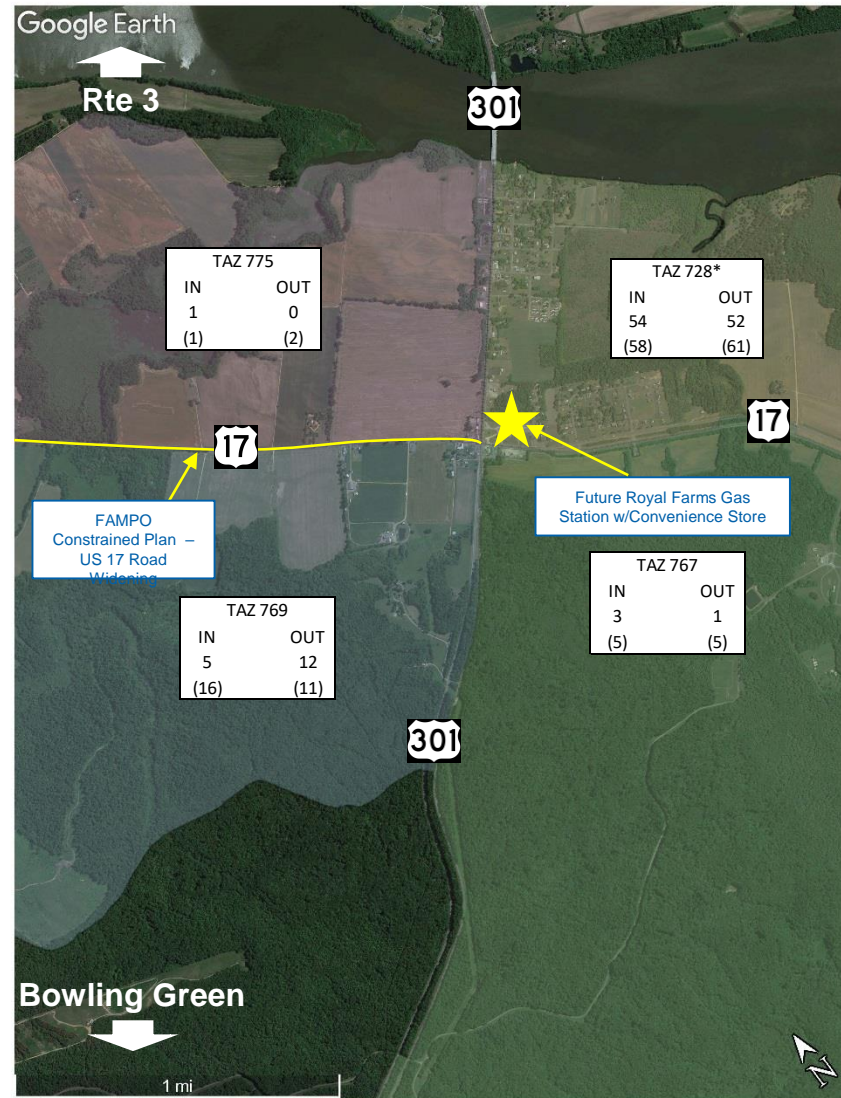 Google Earth
Rte 3
301
TAZ 775
IN OUT
1 0
(1) (2)
TAZ 728*
IN OUT
54 52
(58) (61)
17
17
FAMPO
Constrained Plan –
US 17 Road
Widening
Future Royal Farms Gas
Station w/Convenience Store
TAZ 769
IN OUT
5 12
(16) (11)
TAZ 767
IN OUT
3 1
(5) (5)
301
Bowling Green
1 mi
N